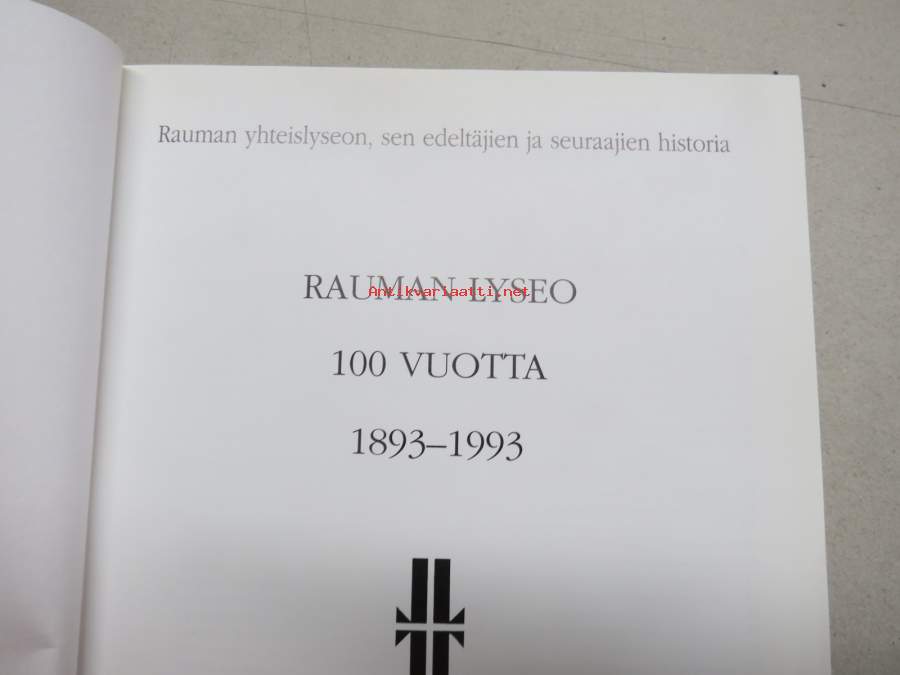 Rauman yhteislyseon, sen edeltäjien ja seuraajien historia
RAUMAN LYSEO
Antikvariaatti.net
100 VUOTTA
1893–1993